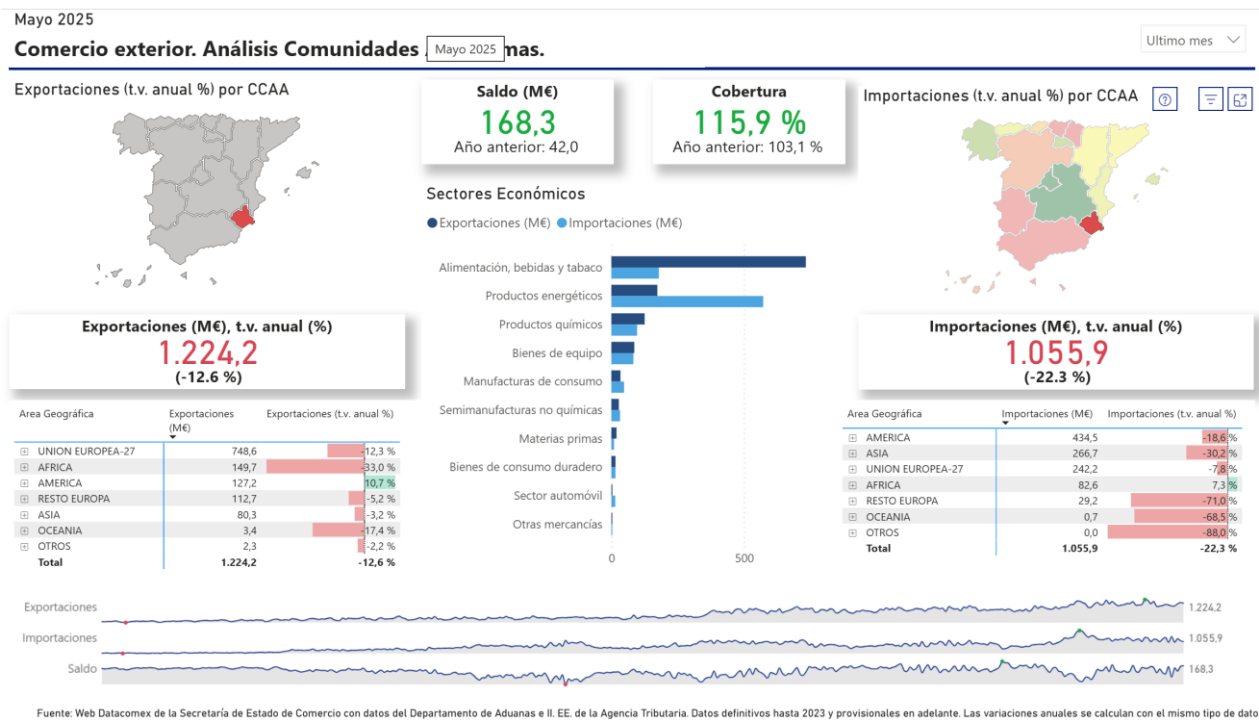 Mayo 2025
Comercio exterior. Análisis Comunidades
Mayo 2025
mas.
Ultimo mes
Exportaciones (t.v. anual %) por CCAA
Saldo (M€)
168,3
Año anterior: 42,0
Cobertura
115,9 %
Año anterior: 103,1 %
Importaciones (t.v. anual %) por CCAA
Sectores Económicos
Exportaciones (M€) Importaciones (M€)
Alimentación, bebidas y tabaco
Productos energéticos
Productos químicos
Bienes de equipo
Manufacturas de consumo
Semimanufacturas no químicas
Materias primas
Bienes de consumo duradero
Sector automóvil
Otras mercancías
0 500
Exportaciones (M€), t.v. anual (%)
1.224,2
(-12.6 %)
Area Geográfica Exportaciones (M€) Exportaciones (t.v. anual %)
UNION EUROPEA-27 748,6 -12,3 %
AFRICA 149,7 -33,0 %
AMERICA 127,2 10,7 %
RESTO EUROPA 112,7 -5,2 %
ASIA 80,3 -3,2 %
OCEANIA 3,4 -17,4 %
OTROS 2,3 -2,2 %
Total 1.224,2 -12,6 %
Importaciones (M€), t.v. anual (%)
1.055,9
(-22.3 %)
Area Geográfica Importaciones (M€) Importaciones (t.v. anual %)
AMERICA 434,5 -18,6 %
ASIA 266,7 -30,2 %
UNION EUROPEA-27 242,2 -7,8 %
AFRICA 82,6 7,3 %
RESTO EUROPA 29,2 -71,0 %
OCEANIA 0,7 -68,5 %
OTROS 0,0 -88,0 %
Total 1.055,9 -22,3 %
Exportaciones 1.224,2
Importaciones 1.055,9
Saldo 168,3
Fuente: Web Datacomex de la Secretaría de Estado de Comercio con datos del Departamento de Aduanas e II. EE. de la Agencia Tributaria. Datos definitivos hasta 2023 y provisionales en adelante. Las variaciones anuales se calculan con el mismo tipo de dato